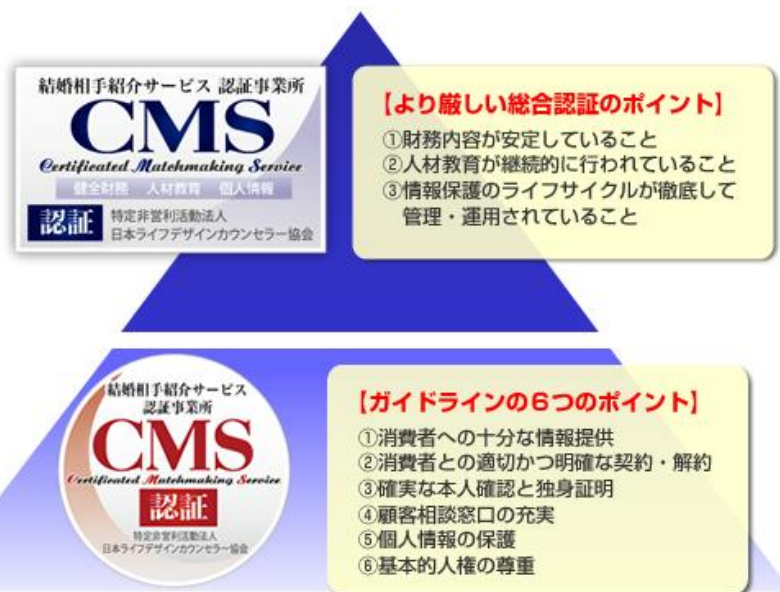 結婚相手紹介サービス 認証事業所
CMS
Certificated Matchmaking Service
健全財務 人材教育 個人情報
認証
特定非営利活動法人
日本ライフデザインカウンセラー協会
【より厳しい総合認証のポイント】
①財務内容が安定していること
②人材教育が継続的に行われていること
③情報保護のライフサイクルが徹底して
管理・運用されていること
結婚相手紹介サービス
認証事業所
CMS
Certificated Matchmaking Service
認証
特定非営利活動法人
日本ライフデザインカウンセラー協会
【ガイドラインの6つのポイント】
①消費者への十分な情報提供
②消費者との適切かつ明確な契約・解約
③確実な本人確認と独身証明
④顧客相談窓口の充実
⑤個人情報の保護
⑥基本的人権の尊重